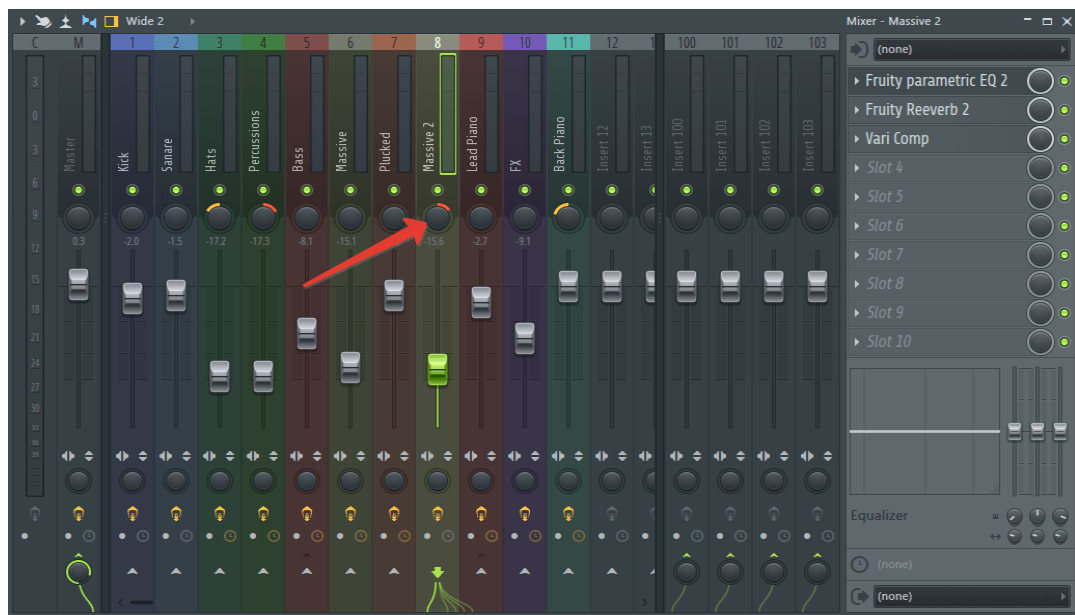 Wide 2
Mixer - Massive 2
C M 1 2 3 4 5 6 7 8 9 10 11 12 1 100 101 102 103
(none)
Fruity parametric EQ 2
Fruity Reeverb 2
Vari Comp
Slot 4
Slot 5
Slot 6
Slot 7
Slot 8
Slot 9
Slot 10
3
0
3
6
9
12
15
18
21
24
27
30
33
36
39
Master
Kick
Sanare
Hats
Percussions
Bass
Massive
Plucked
Massive 2
Lead Piano
FX
Back Piano
Insert 12
Insert 13
Insert 100
Insert 101
Insert 102
Insert 103
0.3 -2.0 -1.5 -17.2 -17.3 -8.1 -15.1 -15.6 -2.7 -9.1
Equalizer
(none)
(none)